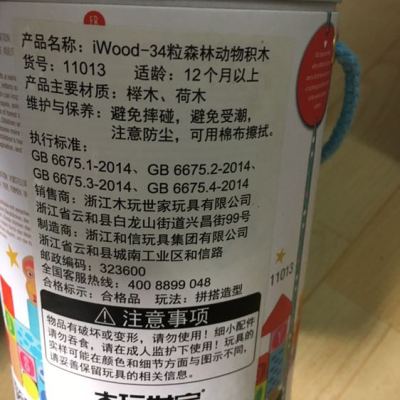 产品名称：iWood-34粒森林动物积木
货号：11013 适龄：12个月以上
产品主要材质：榉木、荷木
维护与保养：避免摔碰，避免受潮，
注意防尘，可用棉布擦拭。
执行标准：
GB 6675.1-2014、GB 6675.2-2014、
GB 6675.3-2014、GB 6675.4-2014
销售商：浙江木玩世家玩具有限公司
浙江省云和县白龙山街道兴昌街99号
制造商：浙江和信玩具集团有限公司
浙江省云和县城南工业区和信路
邮政编码：323600
全国客服热线：400 8899 048
合格标示：合格品 玩法：拼搭造型
11013
注意事项
物品有破坏或变形，请勿使用！细小配件
请勿吞食，请在成人监护下使用。玩具的
实样可能在颜色和细节方面与图示不同，
请妥善保留玩具的相关信息。
木玩世家